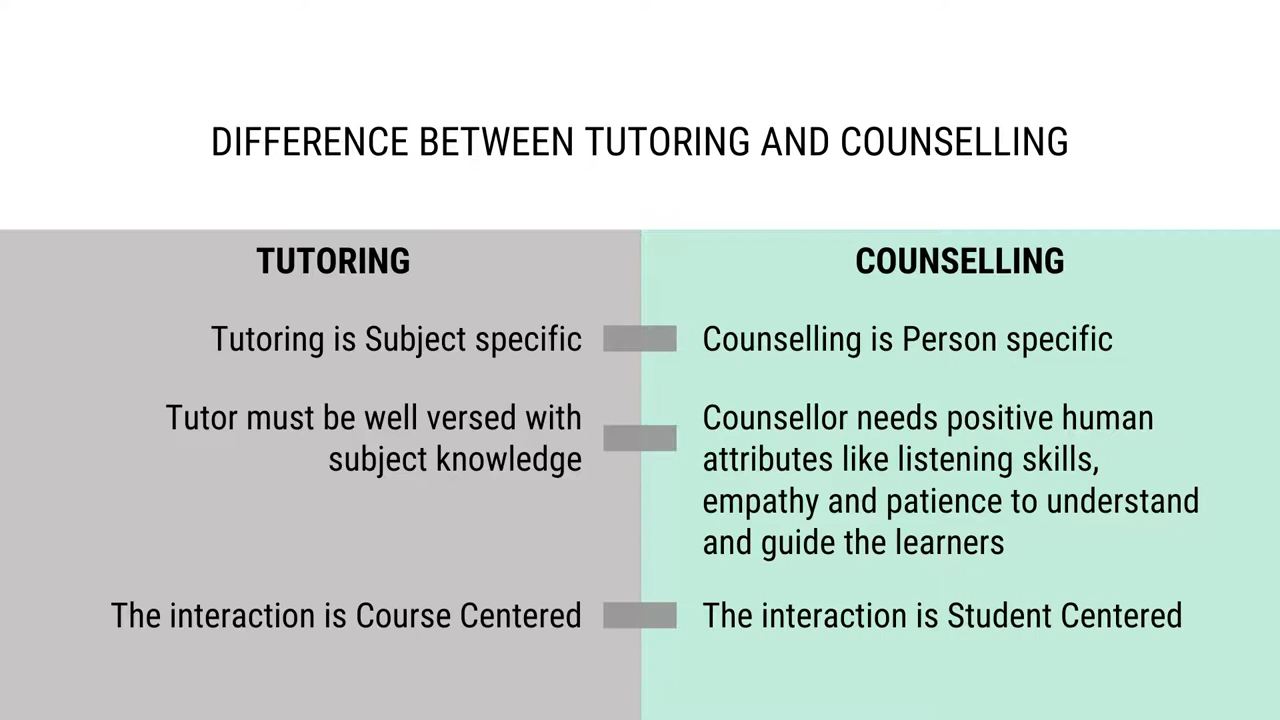 DIFFERENCE BETWEEN TUTORING AND COUNSELLING
TUTORING
Tutoring is Subject specific
Tutor must be well versed with
subject knowledge
The interaction is Course Centered
COUNSELLING
Counselling is Person specific
Counsellor needs positive human
attributes like listening skills,
empathy and patience to understand
and guide the learners
The interaction is Student Centered